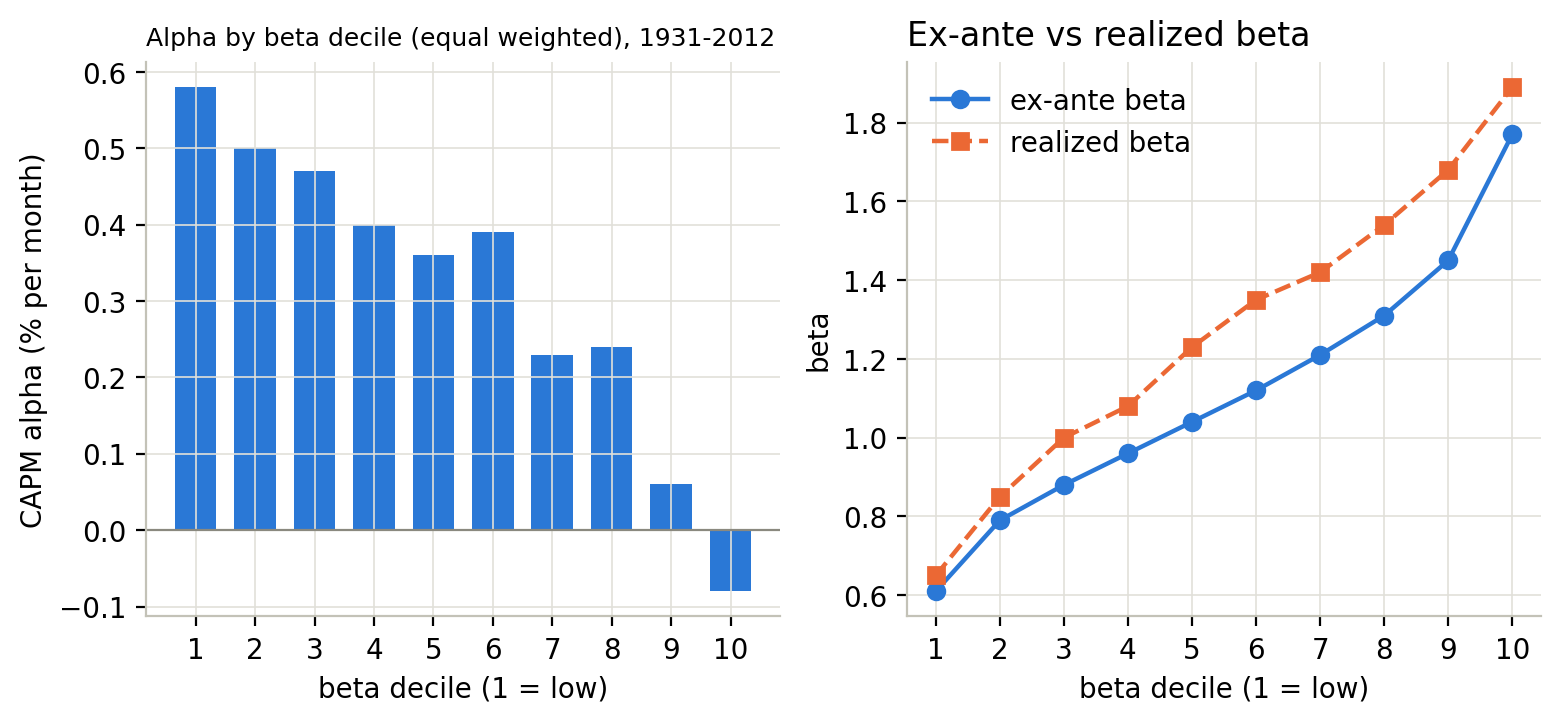 Alpha by beta decile (equal weighted), 1931-2012
CAPM alpha (% per month)
0.6
0.5
0.4
0.3
0.2
0.1
0.0
−0.1
1 2 3 4 5 6 7 8 9 10
beta decile (1 = low)
Ex-ante vs realized beta
ex-ante beta
realized beta
beta
1.8
1.6
1.4
1.2
1.0
0.8
0.6
1 2 3 4 5 6 7 8 9 10
beta decile (1 = low)